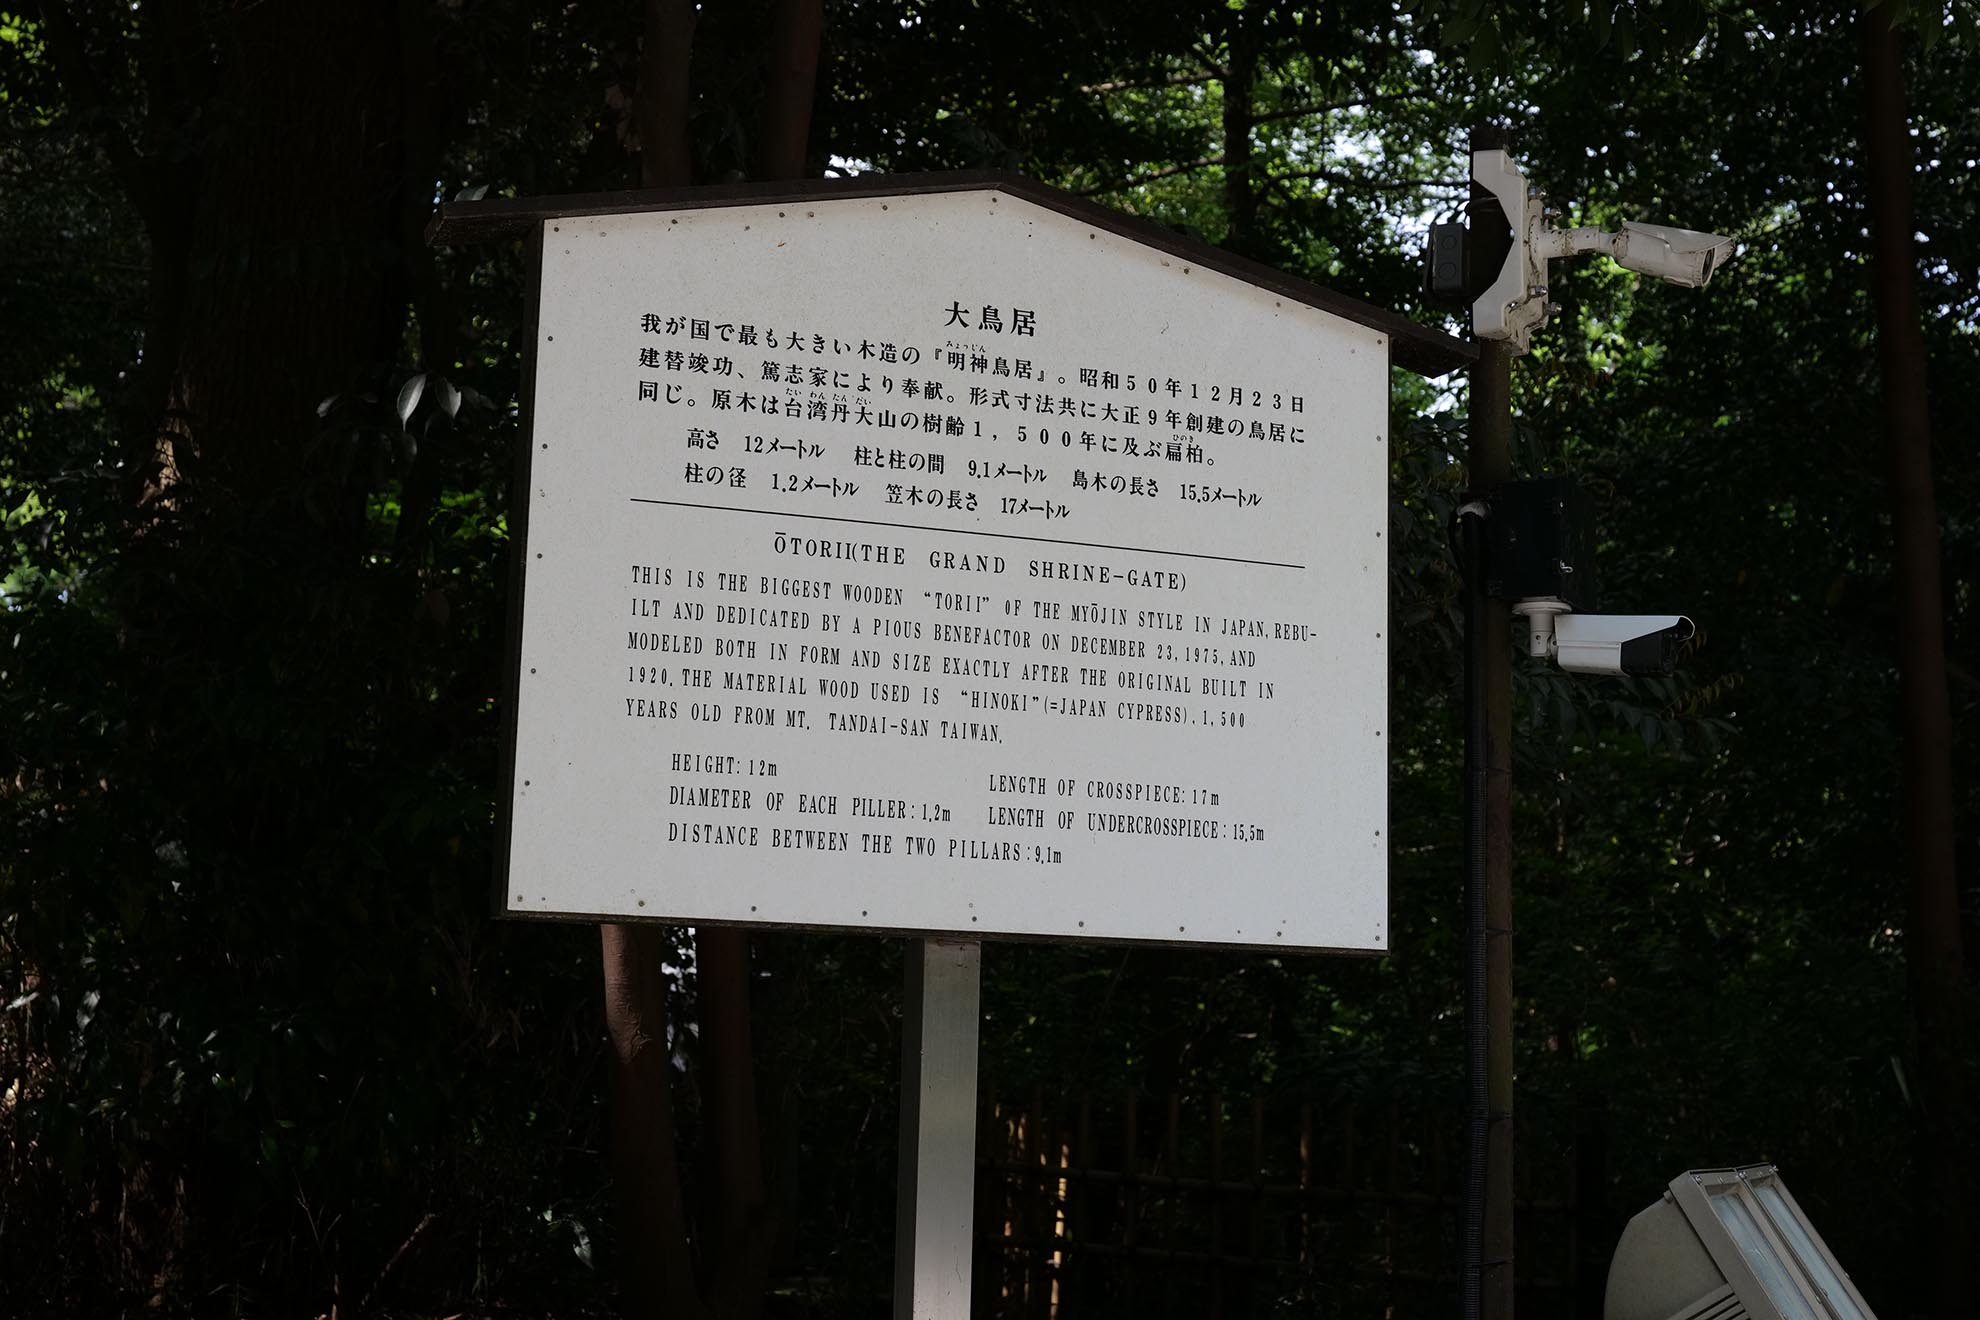 大鳥居
我が国で最も大きい木造の『明神鳥居』。昭和50年12月23日
建替竣功、篤志家により奉献。形式寸法共に大正9年創建の鳥居に
同じ。原木は台湾丹大山の樹齢1,500年に及ぶ扁柏。
高さ 12メートル 柱と柱の間 9.1メートル 島木の長さ 15.5メートル
柱の径 1.2メートル 笠木の長さ 17メートル
ŌTORII(THE GRAND SHRINE-GATE)
THIS IS THE BIGGEST WOODEN “TORII” OF THE MYŌJIN STYLE IN JAPAN, REBU-
ILT AND DEDICATED BY A PIOUS BENEFACTOR ON DECEMBER 23, 1975, AND
MODELED BOTH IN FORM AND SIZE EXACTLY AFTER THE ORIGINAL BUILT IN
1920. THE MATERIAL WOOD USED IS “HINOKI”(=JAPAN CYPRESS), 1,500
YEARS OLD FROM MT. TANDAI-SAN TAIWAN.
HEIGHT: 12m
DIAMETER OF EACH PILLER: 1.2m
DISTANCE BETWEEN THE TWO PILLARS: 9.1m
LENGTH OF CROSSPIECE: 17m
LENGTH OF UNDERCROSSPIECE: 15.5m